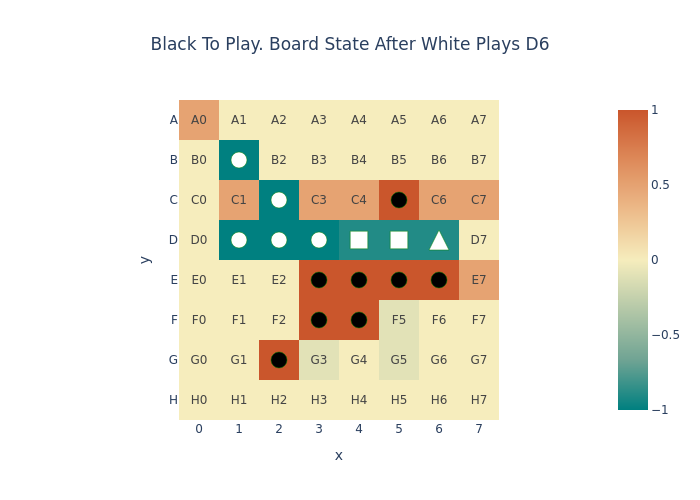 Black To Play. Board State After White Plays D6
A A0 A1 A2 A3 A4 A5 A6 A7 1
B B0 B2 B3 B4 B5 B6 B7
C C0 C1 C3 C4 C6 C7 0.5
D D0 D7
y 0
E E0 E1 E2 E7
F F0 F1 F2 F5 F6 F7 −0.5
G G0 G1 G3 G4 G5 G6 G7
H H0 H1 H2 H3 H4 H5 H6 H7 −1
0 1 2 3 4 5 6 7
x